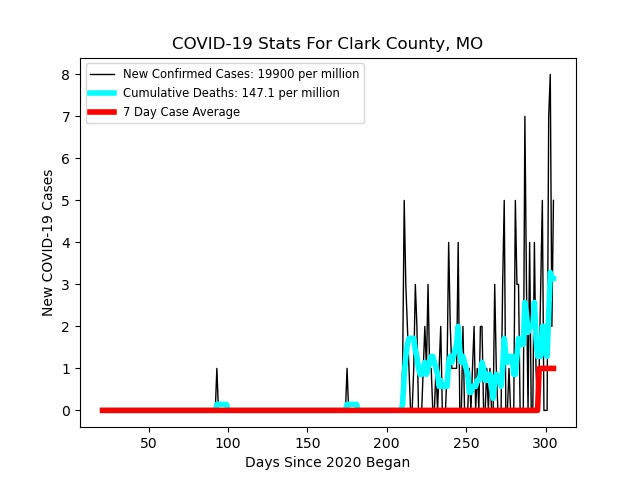 COVID-19 Stats For Clark County, MO
New Confirmed Cases: 19900 per million
Cumulative Deaths: 147.1 per million
7 Day Case Average
New COVID-19 Cases
8
7
6
5
4
3
2
1
0
50 100 150 200 250 300
Days Since 2020 Began